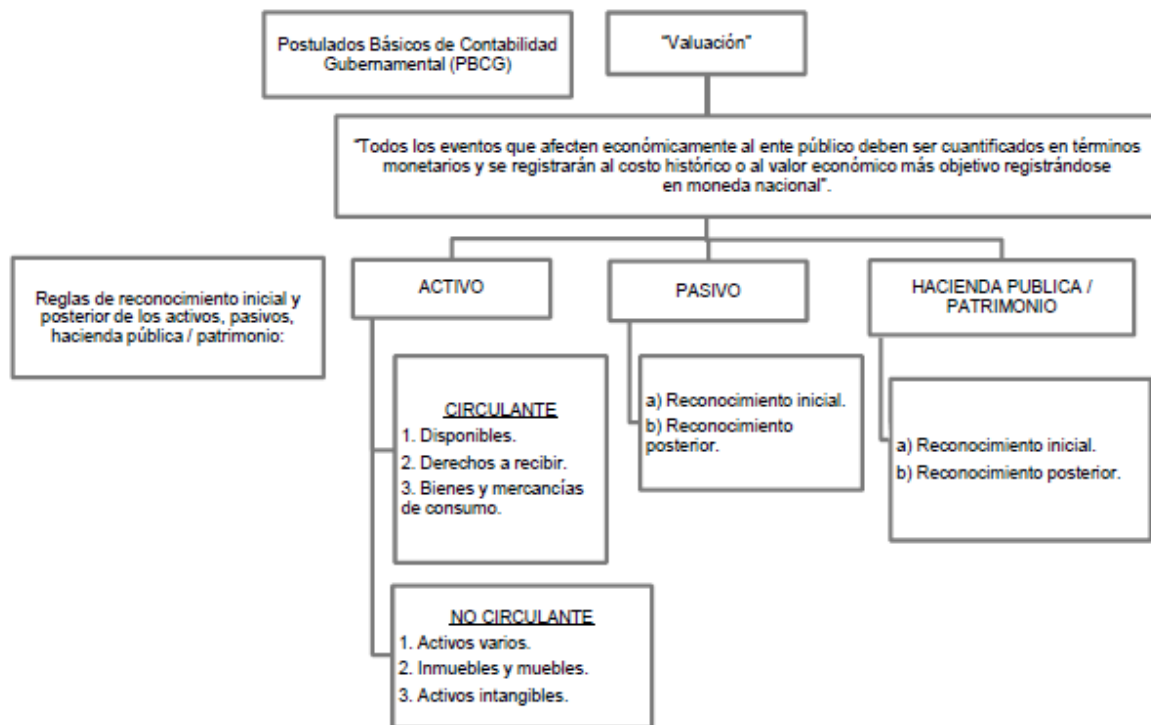 Postulados Básicos de Contabilidad
Gubernamental (PBCG)
"Valuación"
"Todos los eventos que afecten económicamente al ente público deben ser cuantificados en términos
monetarios y se registrarán al costo histórico o al valor económico más objetivo registrándose
en moneda nacional".
Reglas de reconocimiento inicial y
posterior de los activos, pasivos,
hacienda pública / patrimonio:
ACTIVO
PASIVO
HACIENDA PUBLICA /
PATRIMONIO
CIRCULANTE
1. Disponibles.
2. Derechos a recibir.
3. Bienes y mercancías
de consumo.
a) Reconocimiento inicial.
b) Reconocimiento
posterior.
a) Reconocimiento inicial.
b) Reconocimiento posterior.
NO CIRCULANTE
1. Activos varios.
2. Inmuebles y muebles.
3. Activos intangibles.